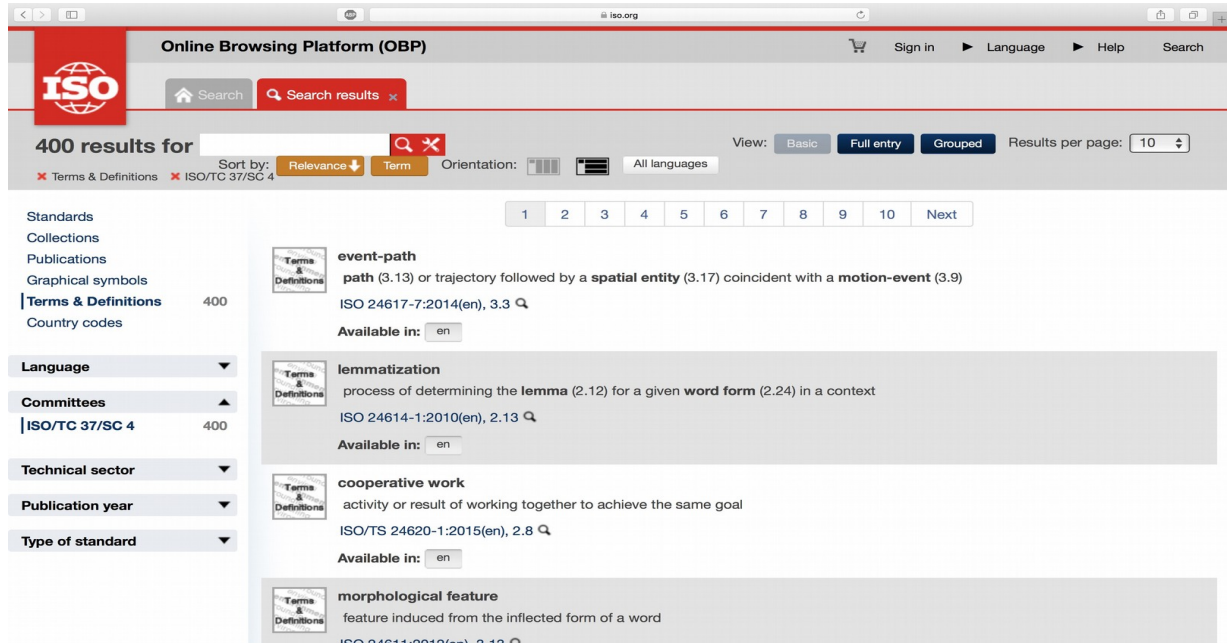 iso.org
Online Browsing Platform (OBP)
Sign in ► Language ► Help Search
ISO
Search
Search results ×
400 results for
View: Basic Full entry Grouped Results per page: 10
Sort by: Relevance Term Orientation: All languages
× Terms & Definitions × ISO/TC 37/SC 4
Standards
Collections
Publications
Graphical symbols
Terms & Definitions 400
Country codes
Language
Committees
ISO/TC 37/SC 4 400
Technical sector
Publication year
Type of standard
1 2 3 4 5 6 7 8 9 10 Next
Terms & Definitions
event-path
path (3.13) or trajectory followed by a spatial entity (3.17) coincident with a motion-event (3.9)
ISO 24617-7:2014(en), 3.3
Available in: en
Terms & Definitions
lemmatization
process of determining the lemma (2.12) for a given word form (2.24) in a context
ISO 24614-1:2010(en), 2.13
Available in: en
Terms & Definitions
cooperative work
activity or result of working together to achieve the same goal
ISO/TS 24620-1:2015(en), 2.8
Available in: en
Terms & Definitions
morphological feature
feature induced from the inflected form of a word